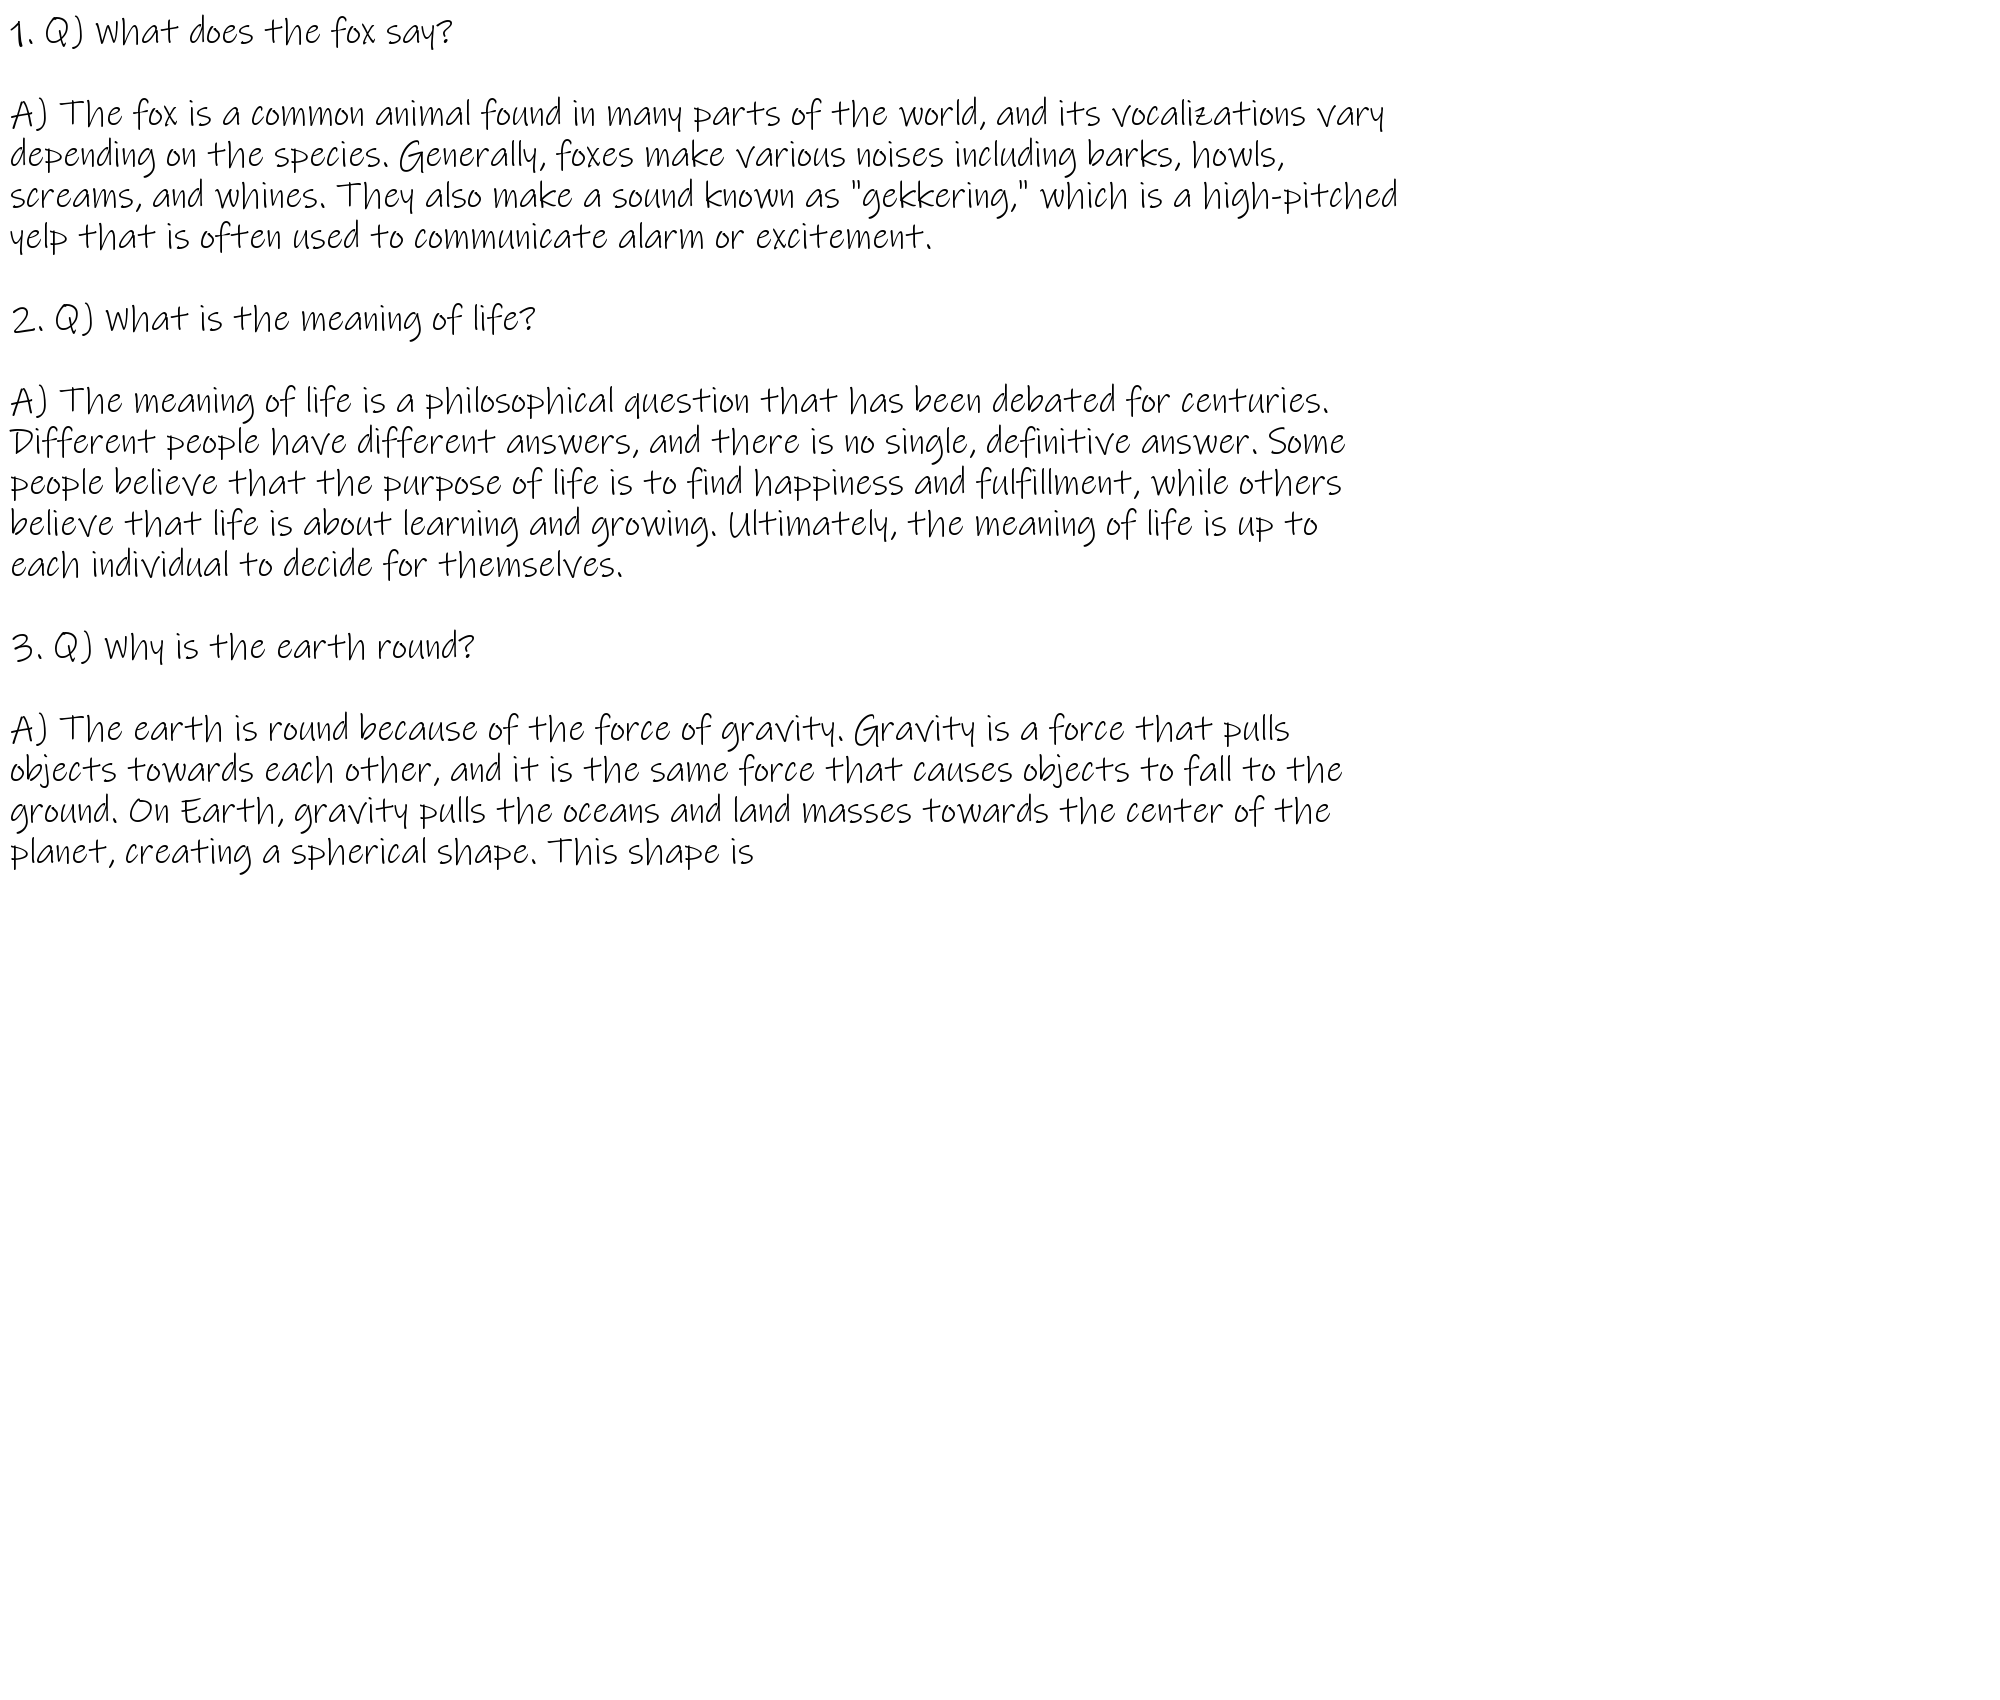 1. Q) What does the fox say?
A) The fox is a common animal found in many parts of the world, and its vocalizations vary
depending on the species. Generally, foxes make various noises including barks, howls,
screams, and whines. They also make a sound known as "gekkering," which is a high-pitched
yelp that is often used to communicate alarm or excitement.
2. Q) What is the meaning of life?
A) The meaning of life is a philosophical question that has been debated for centuries.
Different people have different answers, and there is no single, definitive answer. Some
people believe that the purpose of life is to find happiness and fulfillment, while others
believe that life is about learning and growing. Ultimately, the meaning of life is up to
each individual to decide for themselves.
3. Q) Why is the earth round?
A) The earth is round because of the force of gravity. Gravity is a force that pulls
objects towards each other, and it is the same force that causes objects to fall to the
ground. On Earth, gravity pulls the oceans and land masses towards the center of the
planet, creating a spherical shape. This shape is